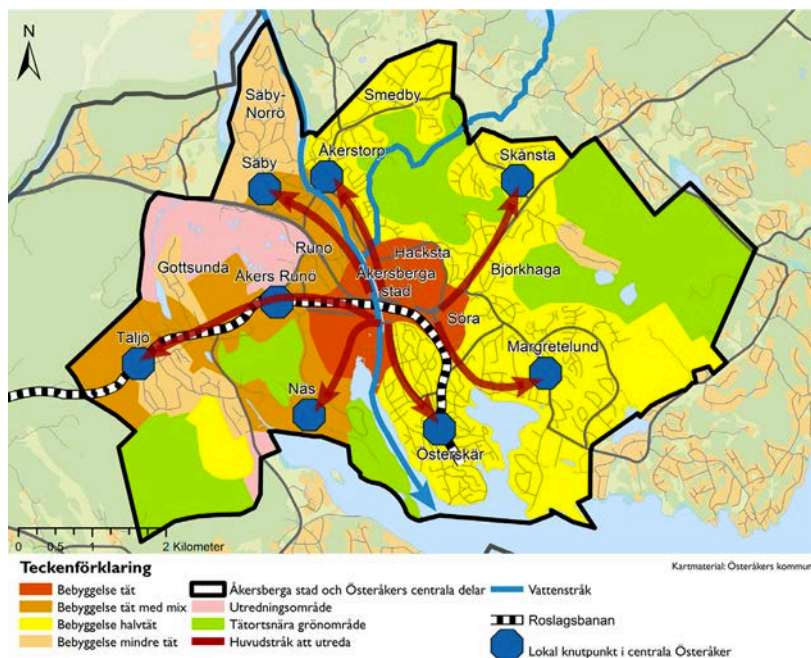 N
Säby-
Norrö
Smedby
Säby
Åkerstorp
Skånsta
Runö
Hacksta
Gottsunda
Åkers Runö
Åkersberga
stad
Björkhaga
Söra
Täljö
Margretelund
Näs
Österskär
0 0,5 1 2 Kilometer
Teckenförklaring
Kartmaterial: Österåkers kommun
Bebyggelse tät
Bebyggelse tät med mix
Bebyggelse halvtät
Bebyggelse mindre tät
Åkersberga stad och Österåkers centrala delar
Utredningsområde
Tätortsnära grönområde
Huvudstråk att utreda
Vattenstråk
Roslagsbanan
Lokal knutpunkt i centrala Österåker